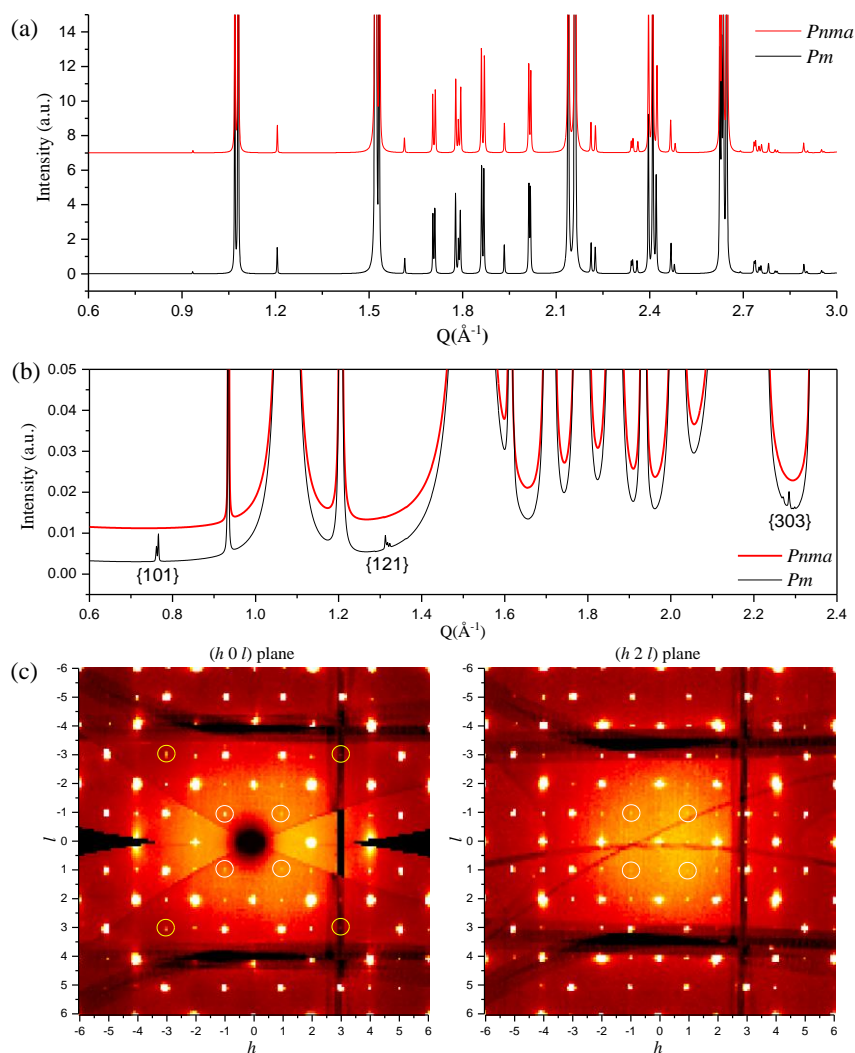 (a)
Intensity (a.u.)
14
12
10
8
6
4
2
0
Pnma
Pm
0.6 0.9 1.2 1.5 1.8 2.1 2.4 2.7 3.0
Q(Å⁻¹)
(b)
Intensity (a.u.)
0.05
0.04
0.03
0.02
0.01
0.00
{101}
{121}
{303}
Pnma
Pm
0.6 0.8 1.0 1.2 1.4 1.6 1.8 2.0 2.2 2.4
Q(Å⁻¹)
(c)
(h 0 l) plane
(h 2 l) plane
-6 -6
-5 -5
-4 -4
-3 -3
-2 -2
-1 -1
l 0 l 0
1 1
2 2
3 3
4 4
5 5
6 6
-6 -5 -4 -3 -2 -1 0 1 2 3 4 5 6 -6 -5 -4 -3 -2 -1 0 1 2 3 4 5 6
h h